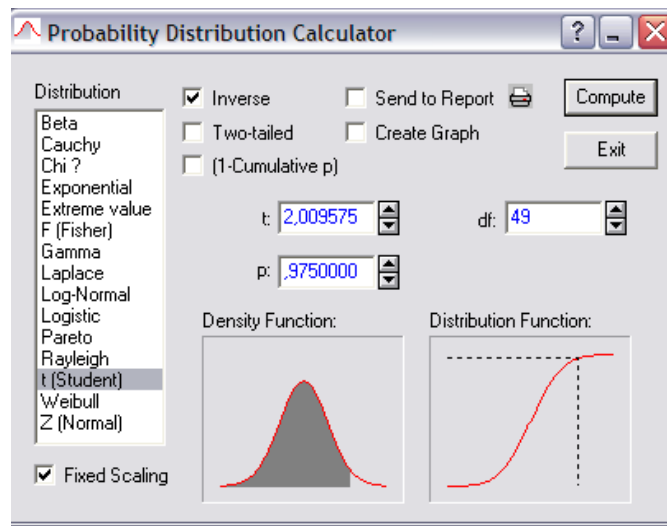 Probability Distribution Calculator
?
Distribution
Beta
Cauchy
Chi ?
Exponential
Extreme value
F (Fisher)
Gamma
Laplace
Log-Normal
Logistic
Pareto
Rayleigh
t (Student)
Weibull
Z (Normal)
Fixed Scaling
Inverse
Send to Report
Two-tailed
Create Graph
(1-Cumulative p)
Compute
Exit
t: 2,009575
df: 49
p: ,9750000
Density Function:
Distribution Function: